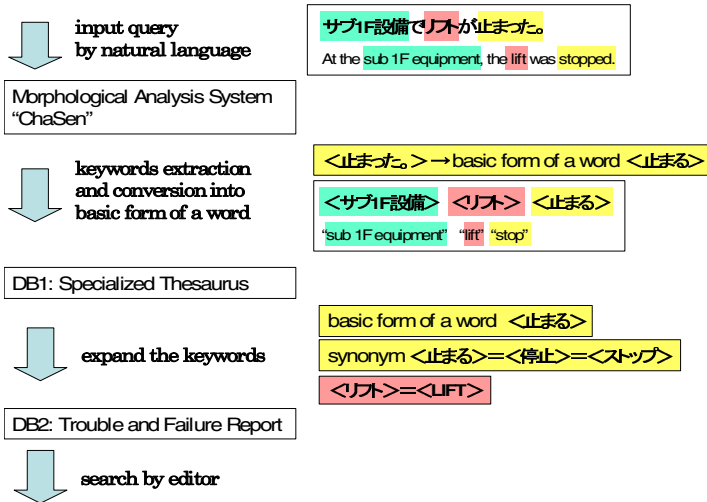 input query
by natural language
サブ1F設備でリフトが止まった。
At the sub 1F equipment, the lift was stopped.
Morphological Analysis System
“ChaSen”
keywords extraction
and conversion into
basic form of a word
<止まった。>→basic form of a word <止まる>
<サブ1F設備> <リフト> <止まる>
“sub 1F equipment” “lift” “stop”
DB1: Specialized Thesaurus
expand the keywords
basic form of a word <止まる>
synonym <止まる>=<停止>=<ストップ>
<リフト>=<LIFT>
DB2: Trouble and Failure Report
search by editor